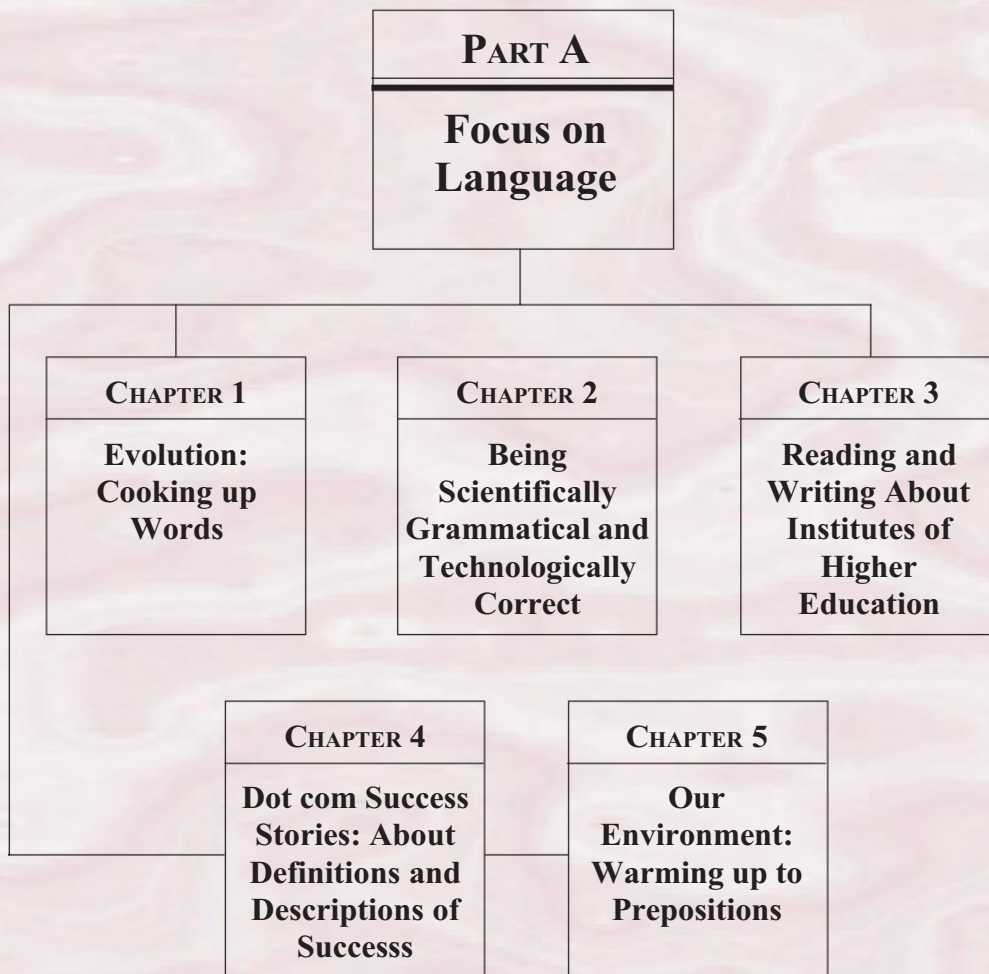 PART A
Focus on
Language
CHAPTER 1
Evolution:
Cooking up
Words
CHAPTER 2
Being
Scientifically
Grammatical and
Technologically
Correct
CHAPTER 3
Reading and
Writing About
Institutes of
Higher
Education
CHAPTER 4
Dot com Success
Stories: About
Definitions and
Descriptions of
Successs
CHAPTER 5
Our
Environment:
Warming up to
Prepositions